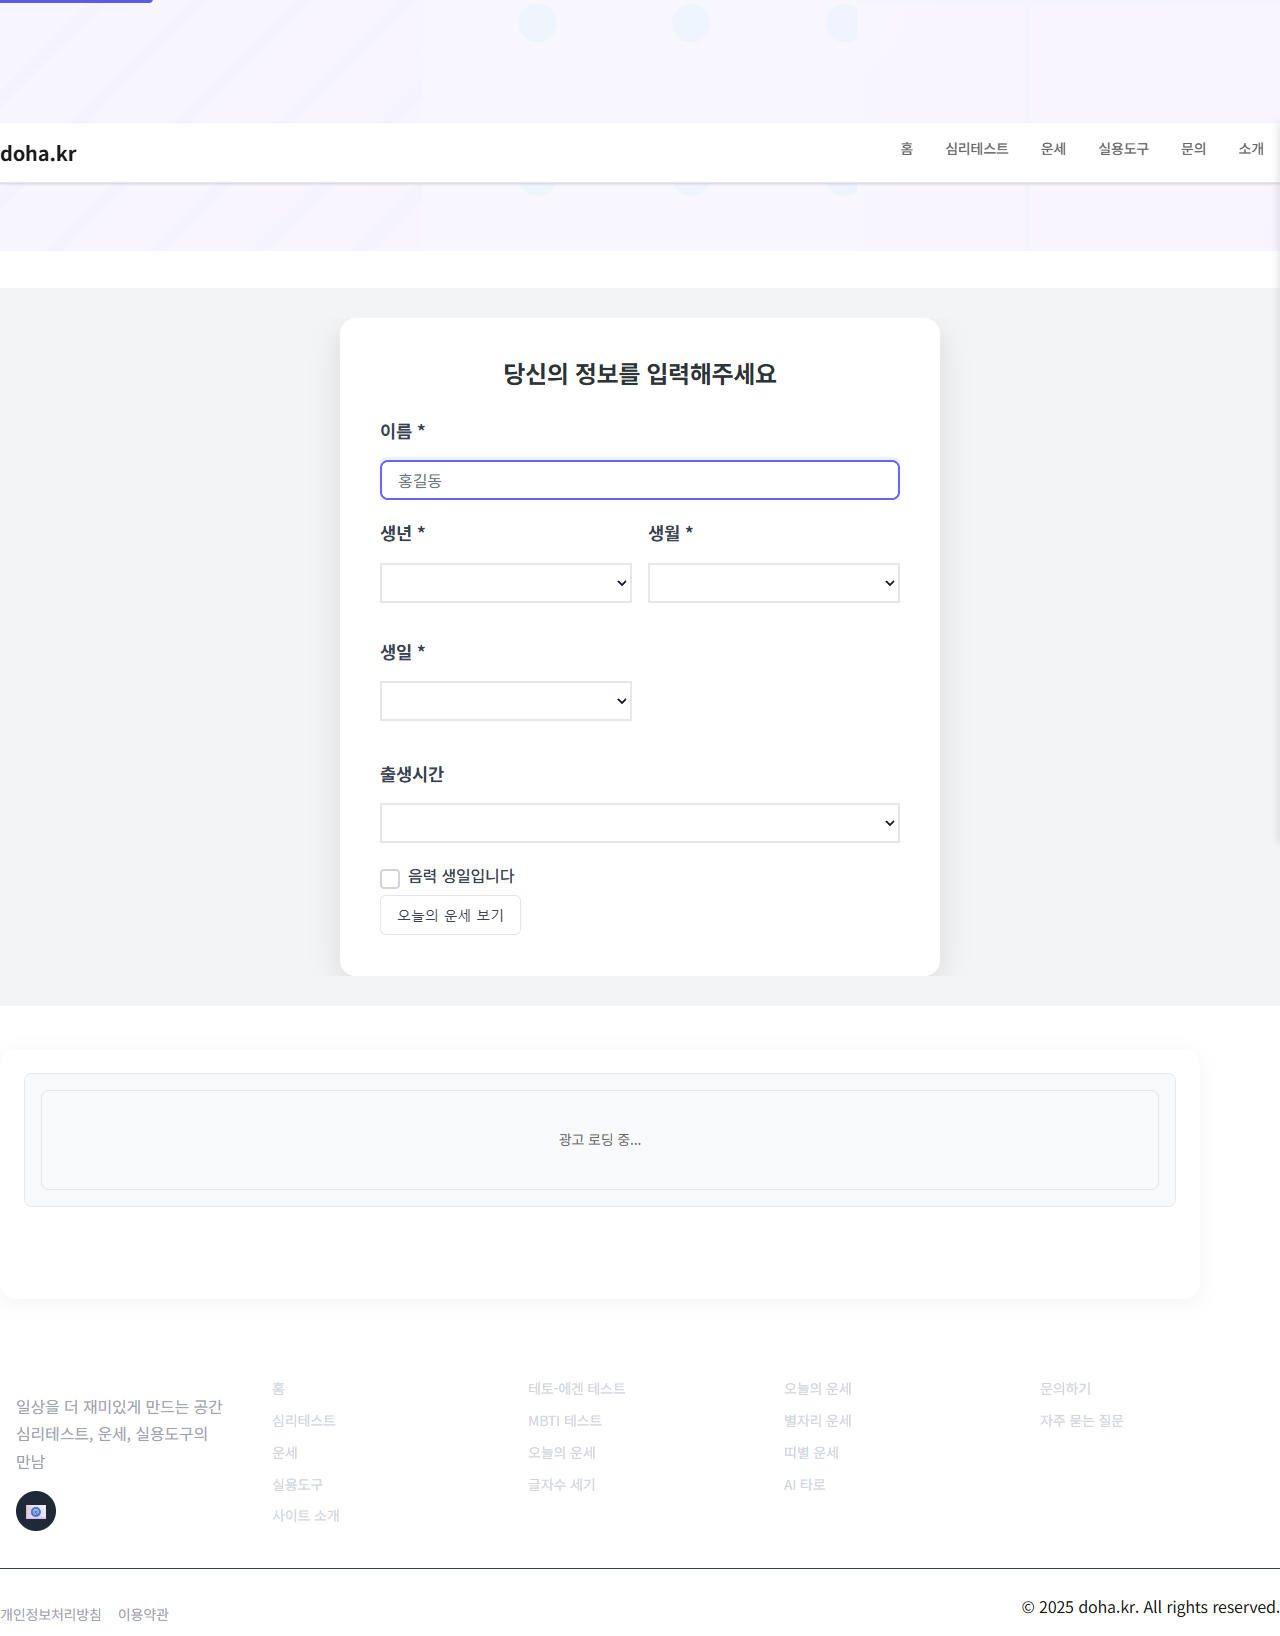 doha.kr
홈 심리테스트 운세 실용도구 문의 소개
당신의 정보를 입력해주세요
이름 *
홍길동
생년 * 생월 *
생일 *
출생시간
음력 생일입니다
오늘의 운세 보기
광고 로딩 중...
일상을 더 재미있게 만드는 공간
심리테스트, 운세, 실용도구의
만남
홈
심리테스트
운세
실용도구
사이트 소개
테토-에겐 테스트
MBTI 테스트
오늘의 운세
글자수 세기
오늘의 운세
별자리 운세
띠별 운세
AI 타로
문의하기
자주 묻는 질문
개인정보처리방침 이용약관
© 2025 doha.kr. All rights reserved.